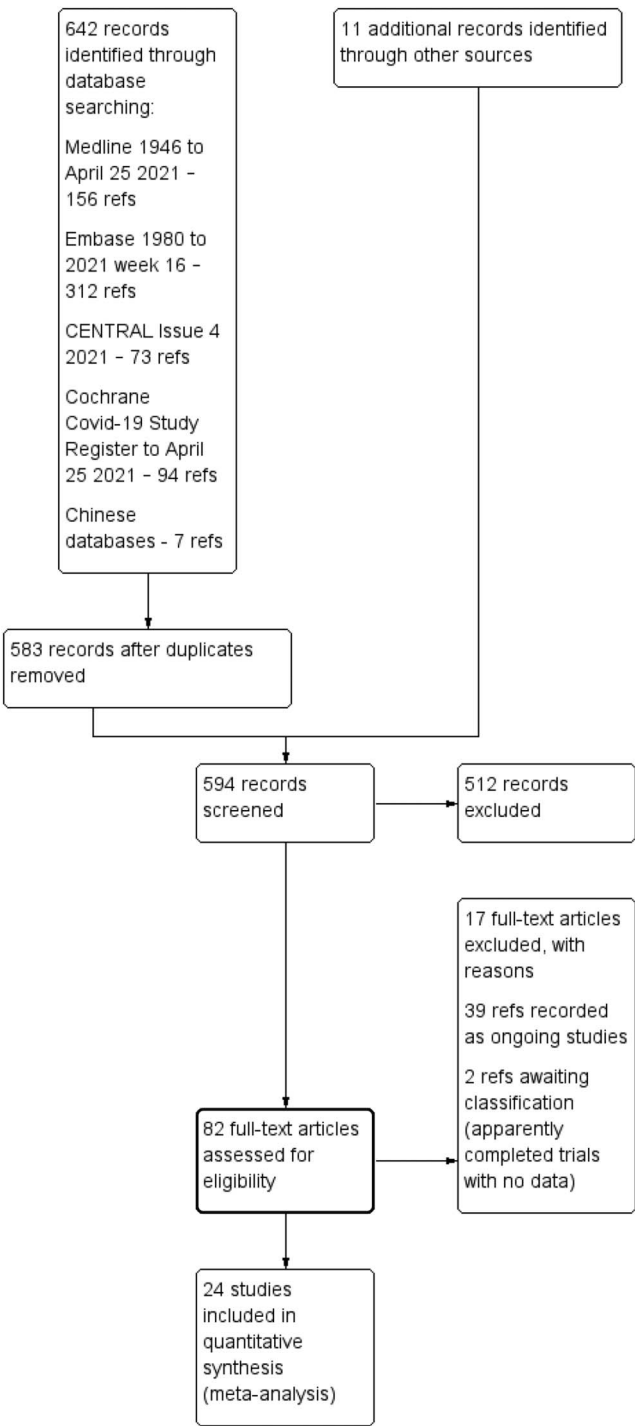 642 records
identified through
database
searching:
Medline 1946 to
April 25 2021 –
156 refs
Embase 1980 to
2021 week 16 –
312 refs
CENTRAL Issue 4
2021 – 73 refs
Cochrane
Covid-19 Study
Register to April
25 2021 – 94 refs
Chinese
databases - 7 refs
11 additional records identified
through other sources
583 records after duplicates
removed
594 records
screened
512 records
excluded
82 full-text articles
assessed for
eligibility
17 full-text articles
excluded, with
reasons
39 refs recorded
as ongoing studies
2 refs awaiting
classification
(apparently
completed trials
with no data)
24 studies
included in
quantitative
synthesis
(meta-analysis)